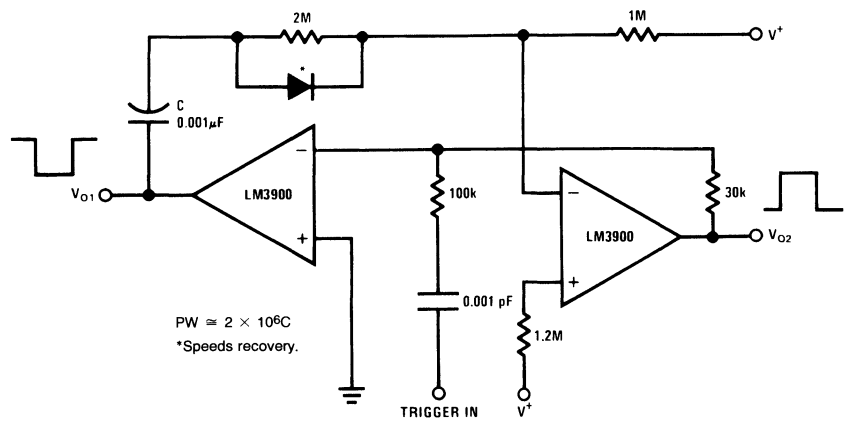 2M
1M
V+
*
C
0.001µF
−
LM3900
+
100k
30k
VO1
−
LM3900
+
VO2
0.001 pF
1.2M
PW ≅ 2 × 10⁶C
*Speeds recovery.
TRIGGER IN
V+